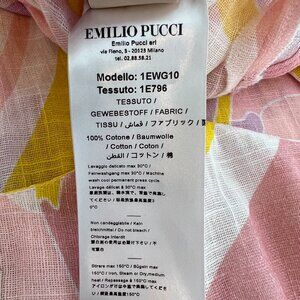 EMILIO PUCCI
Emilio Pucci srl
via Fieno, 3 - 20123 Milano
tel. 02.88.58.21
Modello: 1EWG10
Tessuto: 1E796
TESSUTO /
GEWEBESTOFF / FABRIC /
TISSU / قماش / ファブリック /
100% Cotone / Baumwolle
/ Cotton / Coton /
القطن / コットン / 棉
Lavaggio delicato max 30°C /
Feinwaschgang max 30°C / Machine
wash cool permanent press cycle.
Lavage délicat à 30°C max
Non candeggiabile / Kein
bleichen / Do not bleach /
Chlorage interdit
Stirare max 150°C / Bügeln max
150°C / Iron, Steam or Dry, medium
heat / Repassage à 150°C max